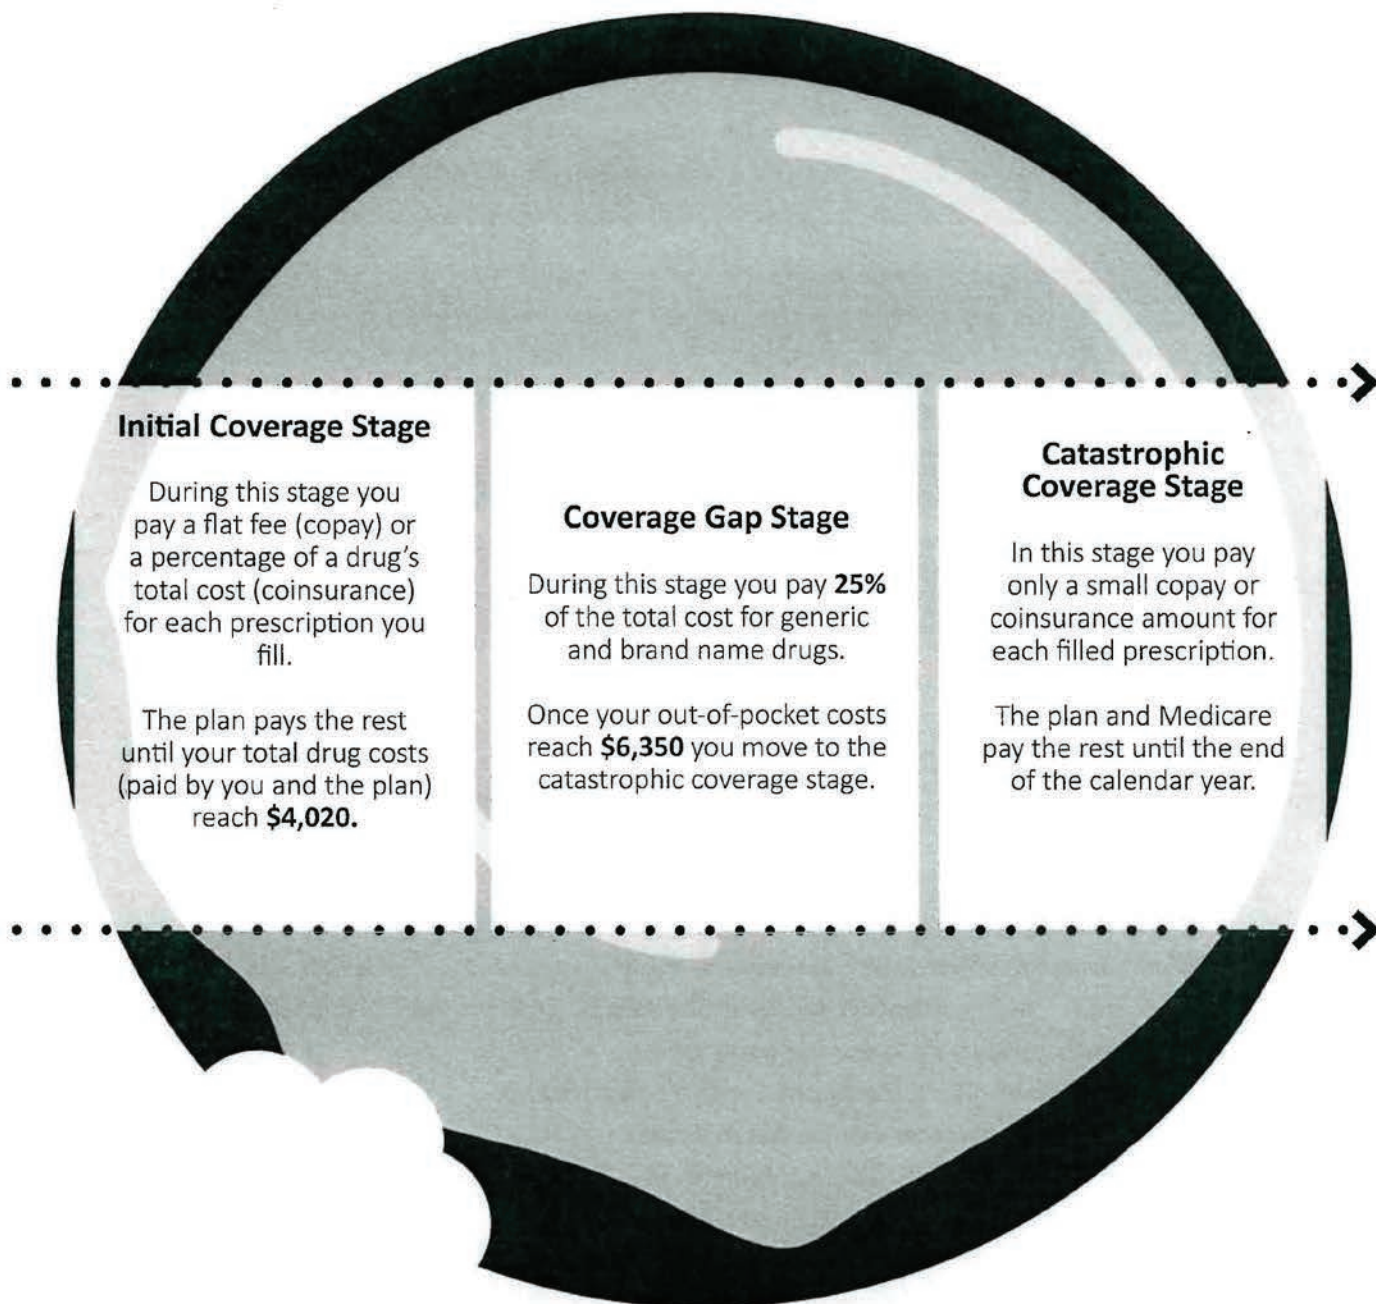 Initial Coverage Stage
During this stage you
pay a flat fee (copay) or
a percentage of a drug's
total cost (coinsurance)
for each prescription you
fill.
The plan pays the rest
until your total drug costs
(paid by you and the plan)
reach $4,020.
Coverage Gap Stage
During this stage you pay 25%
of the total cost for generic
and brand name drugs.
Once your out-of-pocket costs
reach $6,350 you move to the
catastrophic coverage stage.
Catastrophic
Coverage Stage
In this stage you pay
only a small copay or
coinsurance amount for
each filled prescription.
The plan and Medicare
pay the rest until the end
of the calendar year.